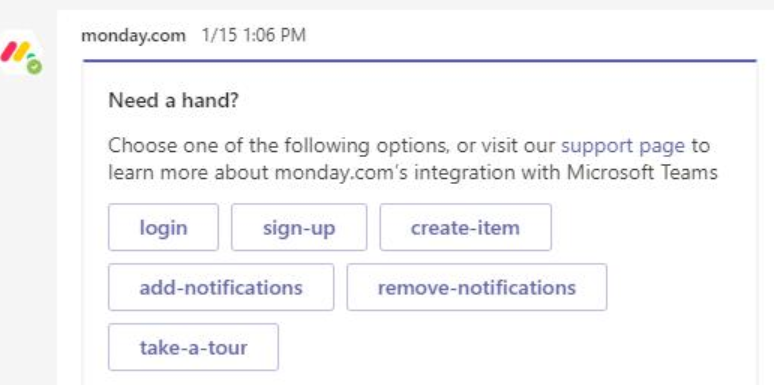 monday.com 1/15 1:06 PM
Need a hand?
Choose one of the following options, or visit our support page to
learn more about monday.com's integration with Microsoft Teams
login sign-up create-item
add-notifications remove-notifications
take-a-tour